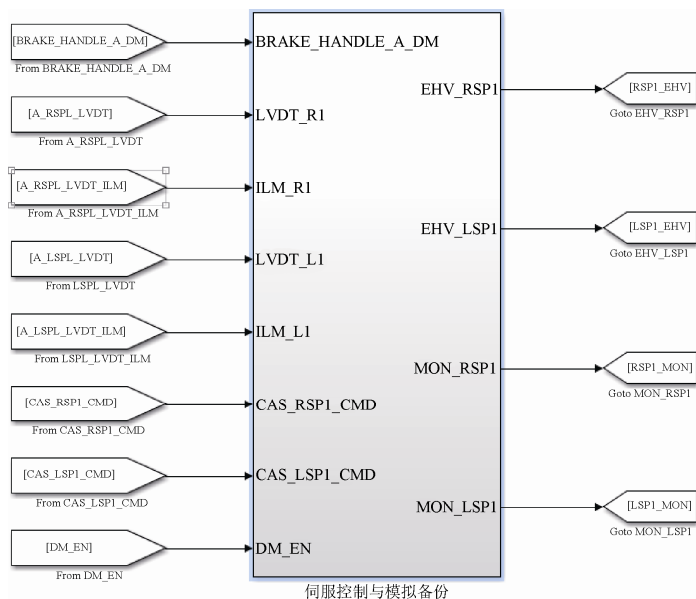 [BRAKE_HANDLE_A_DM]
From BRAKE_HANDLE_A_DM
[A_RSPL_LVDT]
From A_RSPL_LVDT
[A_RSPL_LVDT_ILM]
From A_RSPL_LVDT_ILM
[A_LSPL_LVDT]
From LSPL_LVDT
[A_LSPL_LVDT_ILM]
From LSPL_LVDT_ILM
[CAS_RSP1_CMD]
From CAS_RSP1_CMD
[CAS_LSP1_CMD]
From CAS_LSP1_CMD
[DM_EN]
From DM_EN
BRAKE_HANDLE_A_DM
LVDT_R1
ILM_R1
LVDT_L1
ILM_L1
CAS_RSP1_CMD
CAS_LSP1_CMD
DM_EN
EHV_RSP1
EHV_LSP1
MON_RSP1
MON_LSP1
[RSP1_EHV]
Goto EHV_RSP1
[LSP1_EHV]
Goto EHV_LSP1
[RSP1_MON]
Goto MON_RSP1
[LSP1_MON]
Goto MON_LSP1
伺服控制与模拟备份